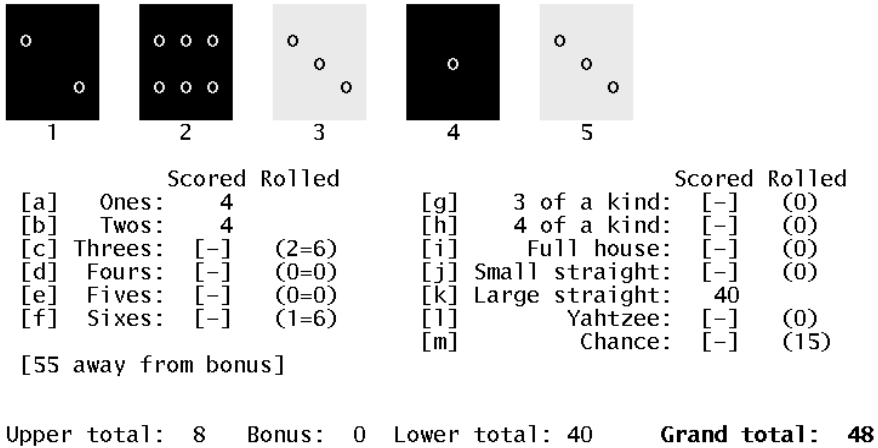 1 2 3 4 5
Scored Rolled
[a] Ones: 4
[b] Twos: 4
[c] Threes: [-] (2=6)
[d] Fours: [-] (0=0)
[e] Fives: [-] (0=0)
[f] Sixes: [-] (1=6)
[55 away from bonus]
Scored Rolled
[g] 3 of a kind: [-] (0)
[h] 4 of a kind: [-] (0)
[i] Full house: [-] (0)
[j] Small straight: [-] (0)
[k] Large straight: 40
[l] Yahtzee: [-] (0)
[m] Chance: [-] (15)
Upper total: 8 Bonus: 0 Lower total: 40 Grand total: 48